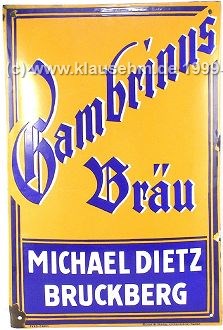 (c) www.klausehm.de 1999
Gambrinus
Bräu
MICHAEL DIETZ
BRUCKBERG